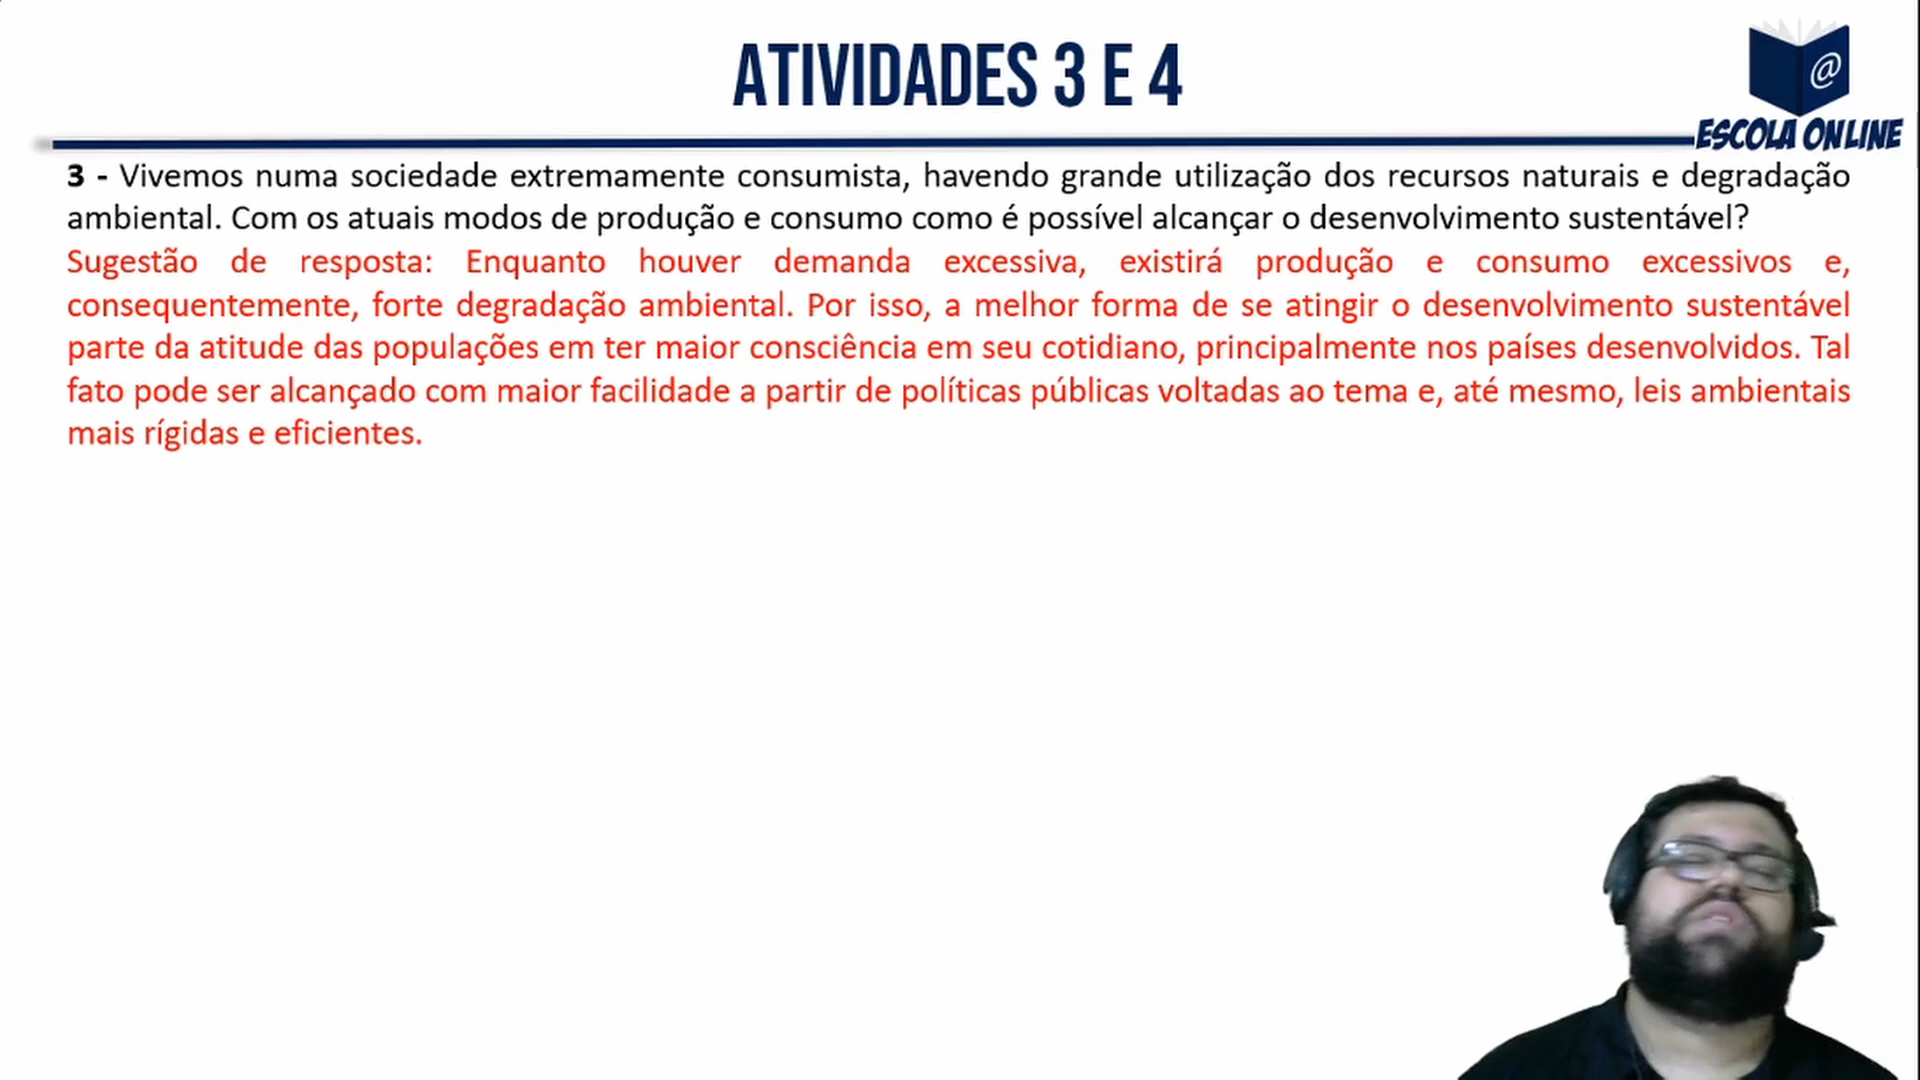 ATIVIDADES 3 E 4
@
ESCOLA ONLINE
3 - Vivemos numa sociedade extremamente consumista, havendo grande utilização dos recursos naturais e degradação
ambiental. Com os atuais modos de produção e consumo como é possível alcançar o desenvolvimento sustentável?
Sugestão de resposta: Enquanto houver demanda excessiva, existirá produção e consumo excessivos e,
consequentemente, forte degradação ambiental. Por isso, a melhor forma de se atingir o desenvolvimento sustentável
parte da atitude das populações em ter maior consciência em seu cotidiano, principalmente nos países desenvolvidos. Tal
fato pode ser alcançado com maior facilidade a partir de políticas públicas voltadas ao tema e, até mesmo, leis ambientais
mais rígidas e eficientes.